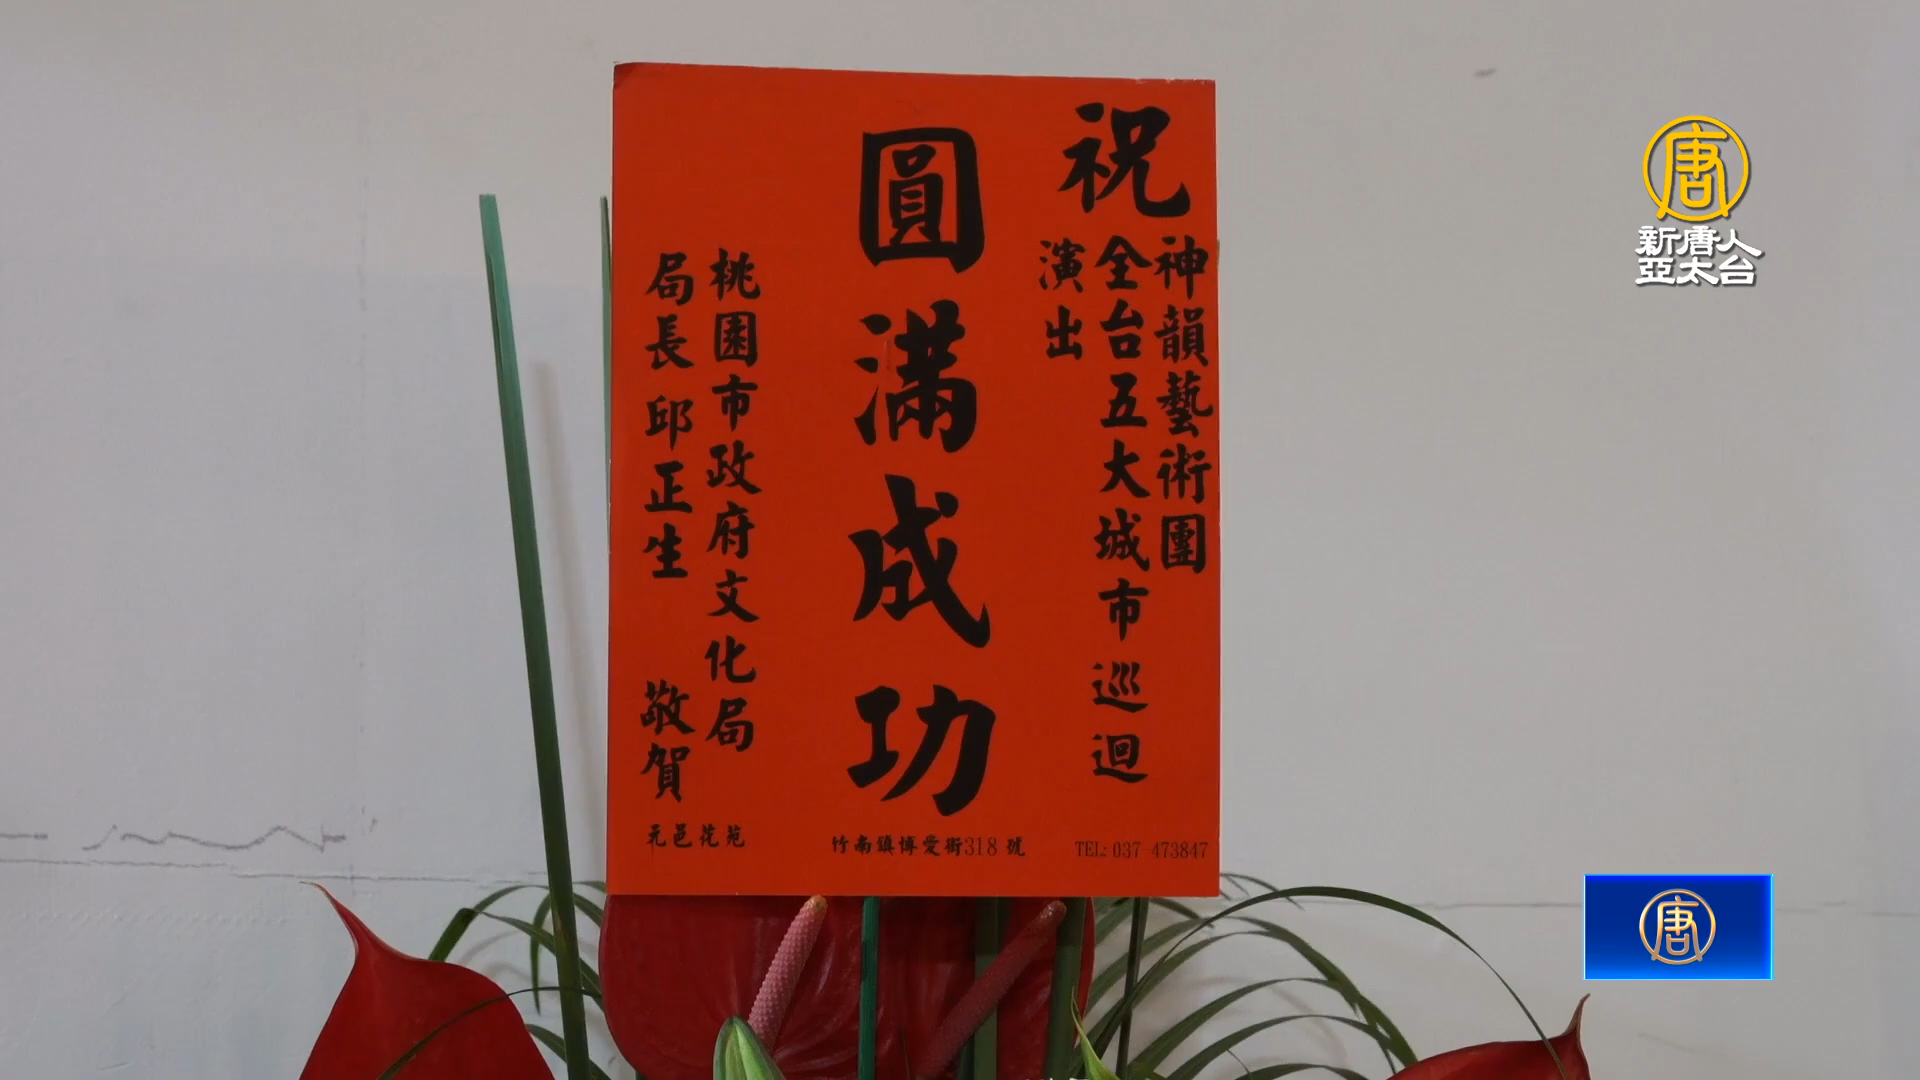 祝
神韻藝術團
全台五大城市巡迴
演出
圓滿成功
桃園市政府文化局
局長 邱正生 敬賀
元邑花苑
竹南鎮博愛街318號
TEL: 037-473847
唐
新唐人
亞太台
唐